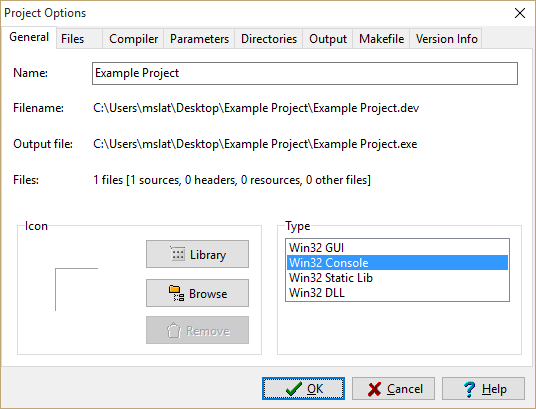 Project Options
General Files Compiler Parameters Directories Output Makefile Version Info
Name: Example Project
Filename: C:\Users\mslat\Desktop\Example Project\Example Project.dev
Output file: C:\Users\mslat\Desktop\Example Project\Example Project.exe
Files: 1 files [1 sources, 0 headers, 0 resources, 0 other files]
Icon
Library
Browse
Remove
Type
Win32 GUI
Win32 Console
Win32 Static Lib
Win32 DLL
OK Cancel Help